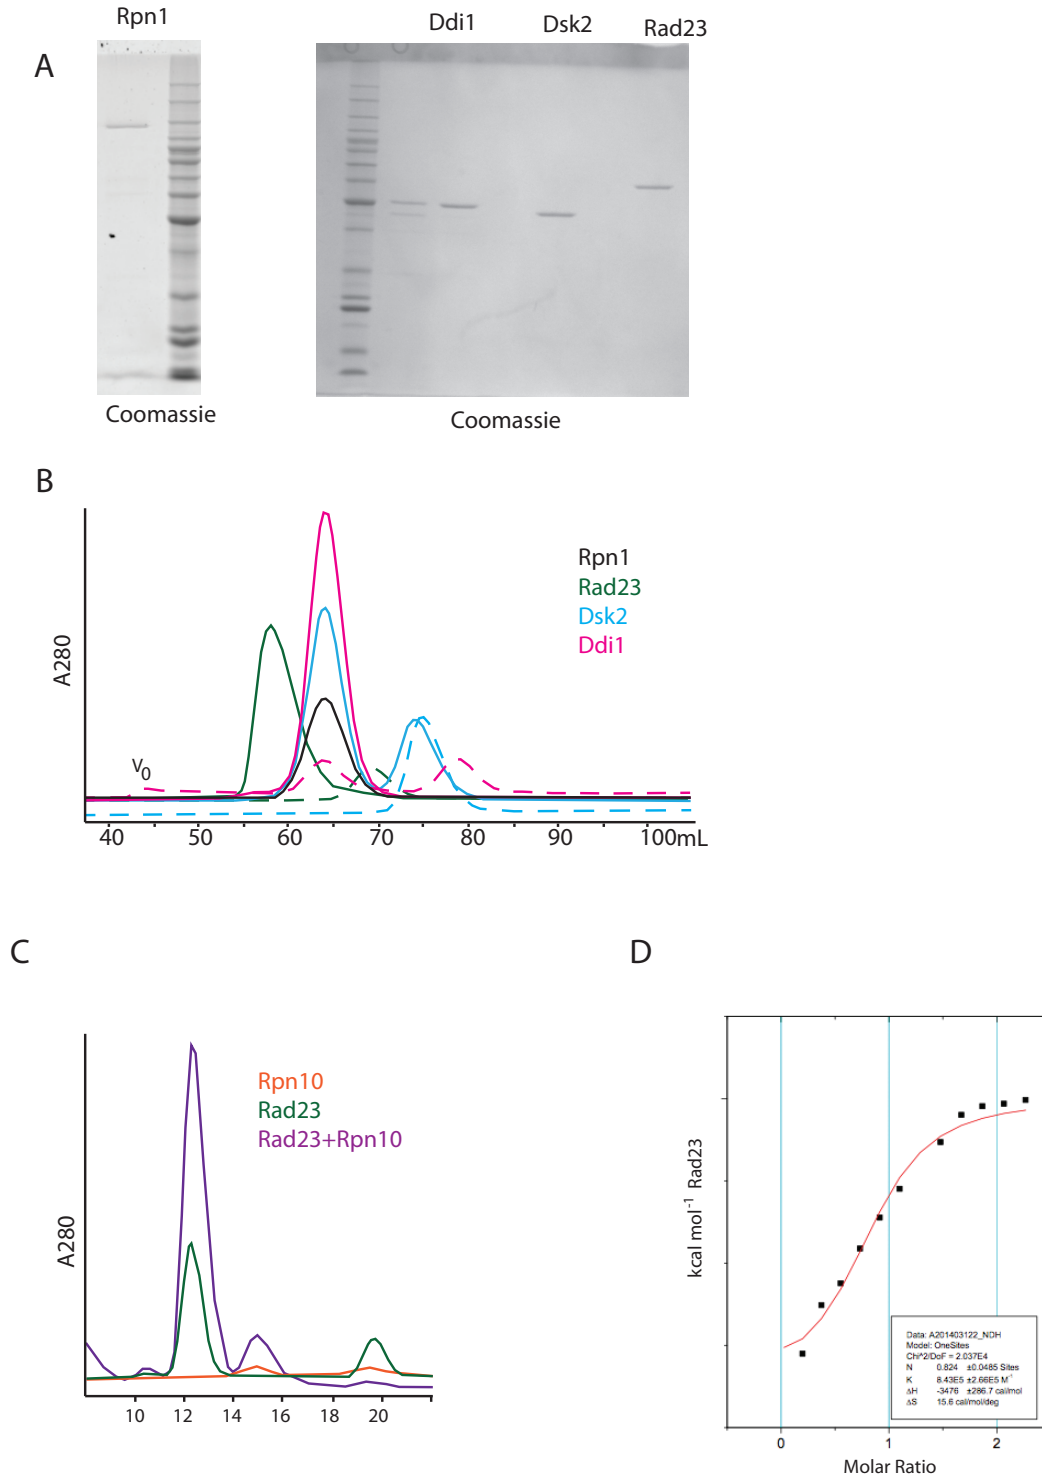 Rpn1
Ddi1
Dsk2
Rad23
A
Coomassie
Coomassie
B
A280
V0
Rpn1
Rad23
Dsk2
Ddi1
40 50 60 70 80 90 100mL
C
A280
Rpn10
Rad23
Rad23+Rpn10
10 12 14 16 18 20
D
kcal mol-1 Rad23
Data: A201403122_NDH
Model: OneSites
Chi^2/DoF = 2.037E4
N 0.824 ±0.0485 Sites
K 8.43E5 ±2.66E5 M-1
ΔH -3476 ±286.7 cal/mol
ΔS 15.6 cal/mol/deg
0 1 2
Molar Ratio